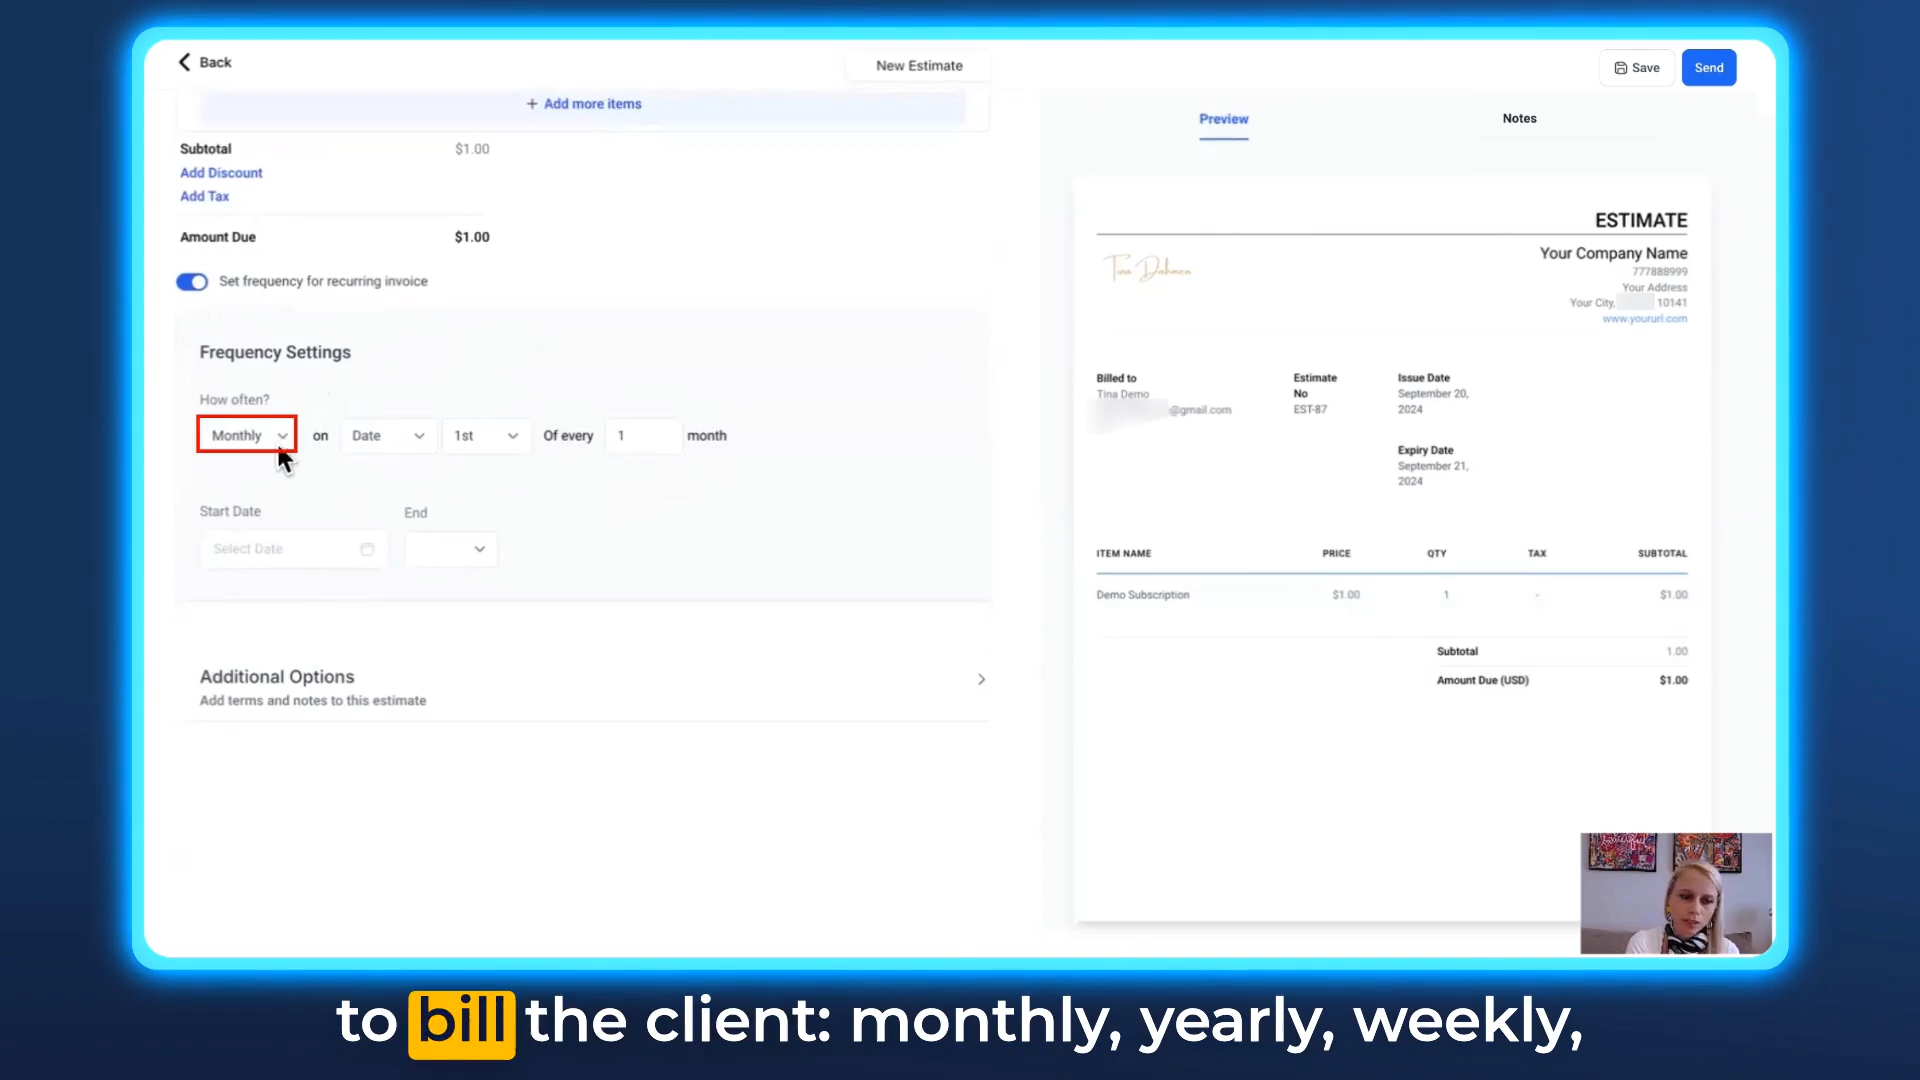 Back
New Estimate
Save
Send
+ Add more items
Subtotal $1.00
Add Discount
Add Tax
Amount Due $1.00
Set frequency for recurring invoice
Frequency Settings
How often?
Monthly on Date 1st Of every 1 month
Start Date End
Select Date
Additional Options
Add terms and notes to this estimate
Preview Notes
ESTIMATE
Your Company Name
777888999
Your Address
Your City, 10141
www.yoururl.com
Billed to
Tina Demo
@gmail.com
Estimate
No
EST-87
Issue Date
September 20,
2024
Expiry Date
September 21,
2024
ITEM NAME PRICE QTY TAX SUBTOTAL
Demo Subscription $1.00 1 - $1.00
Subtotal 1.00
Amount Due (USD) $1.00
to bill the client: monthly, yearly, weekly,